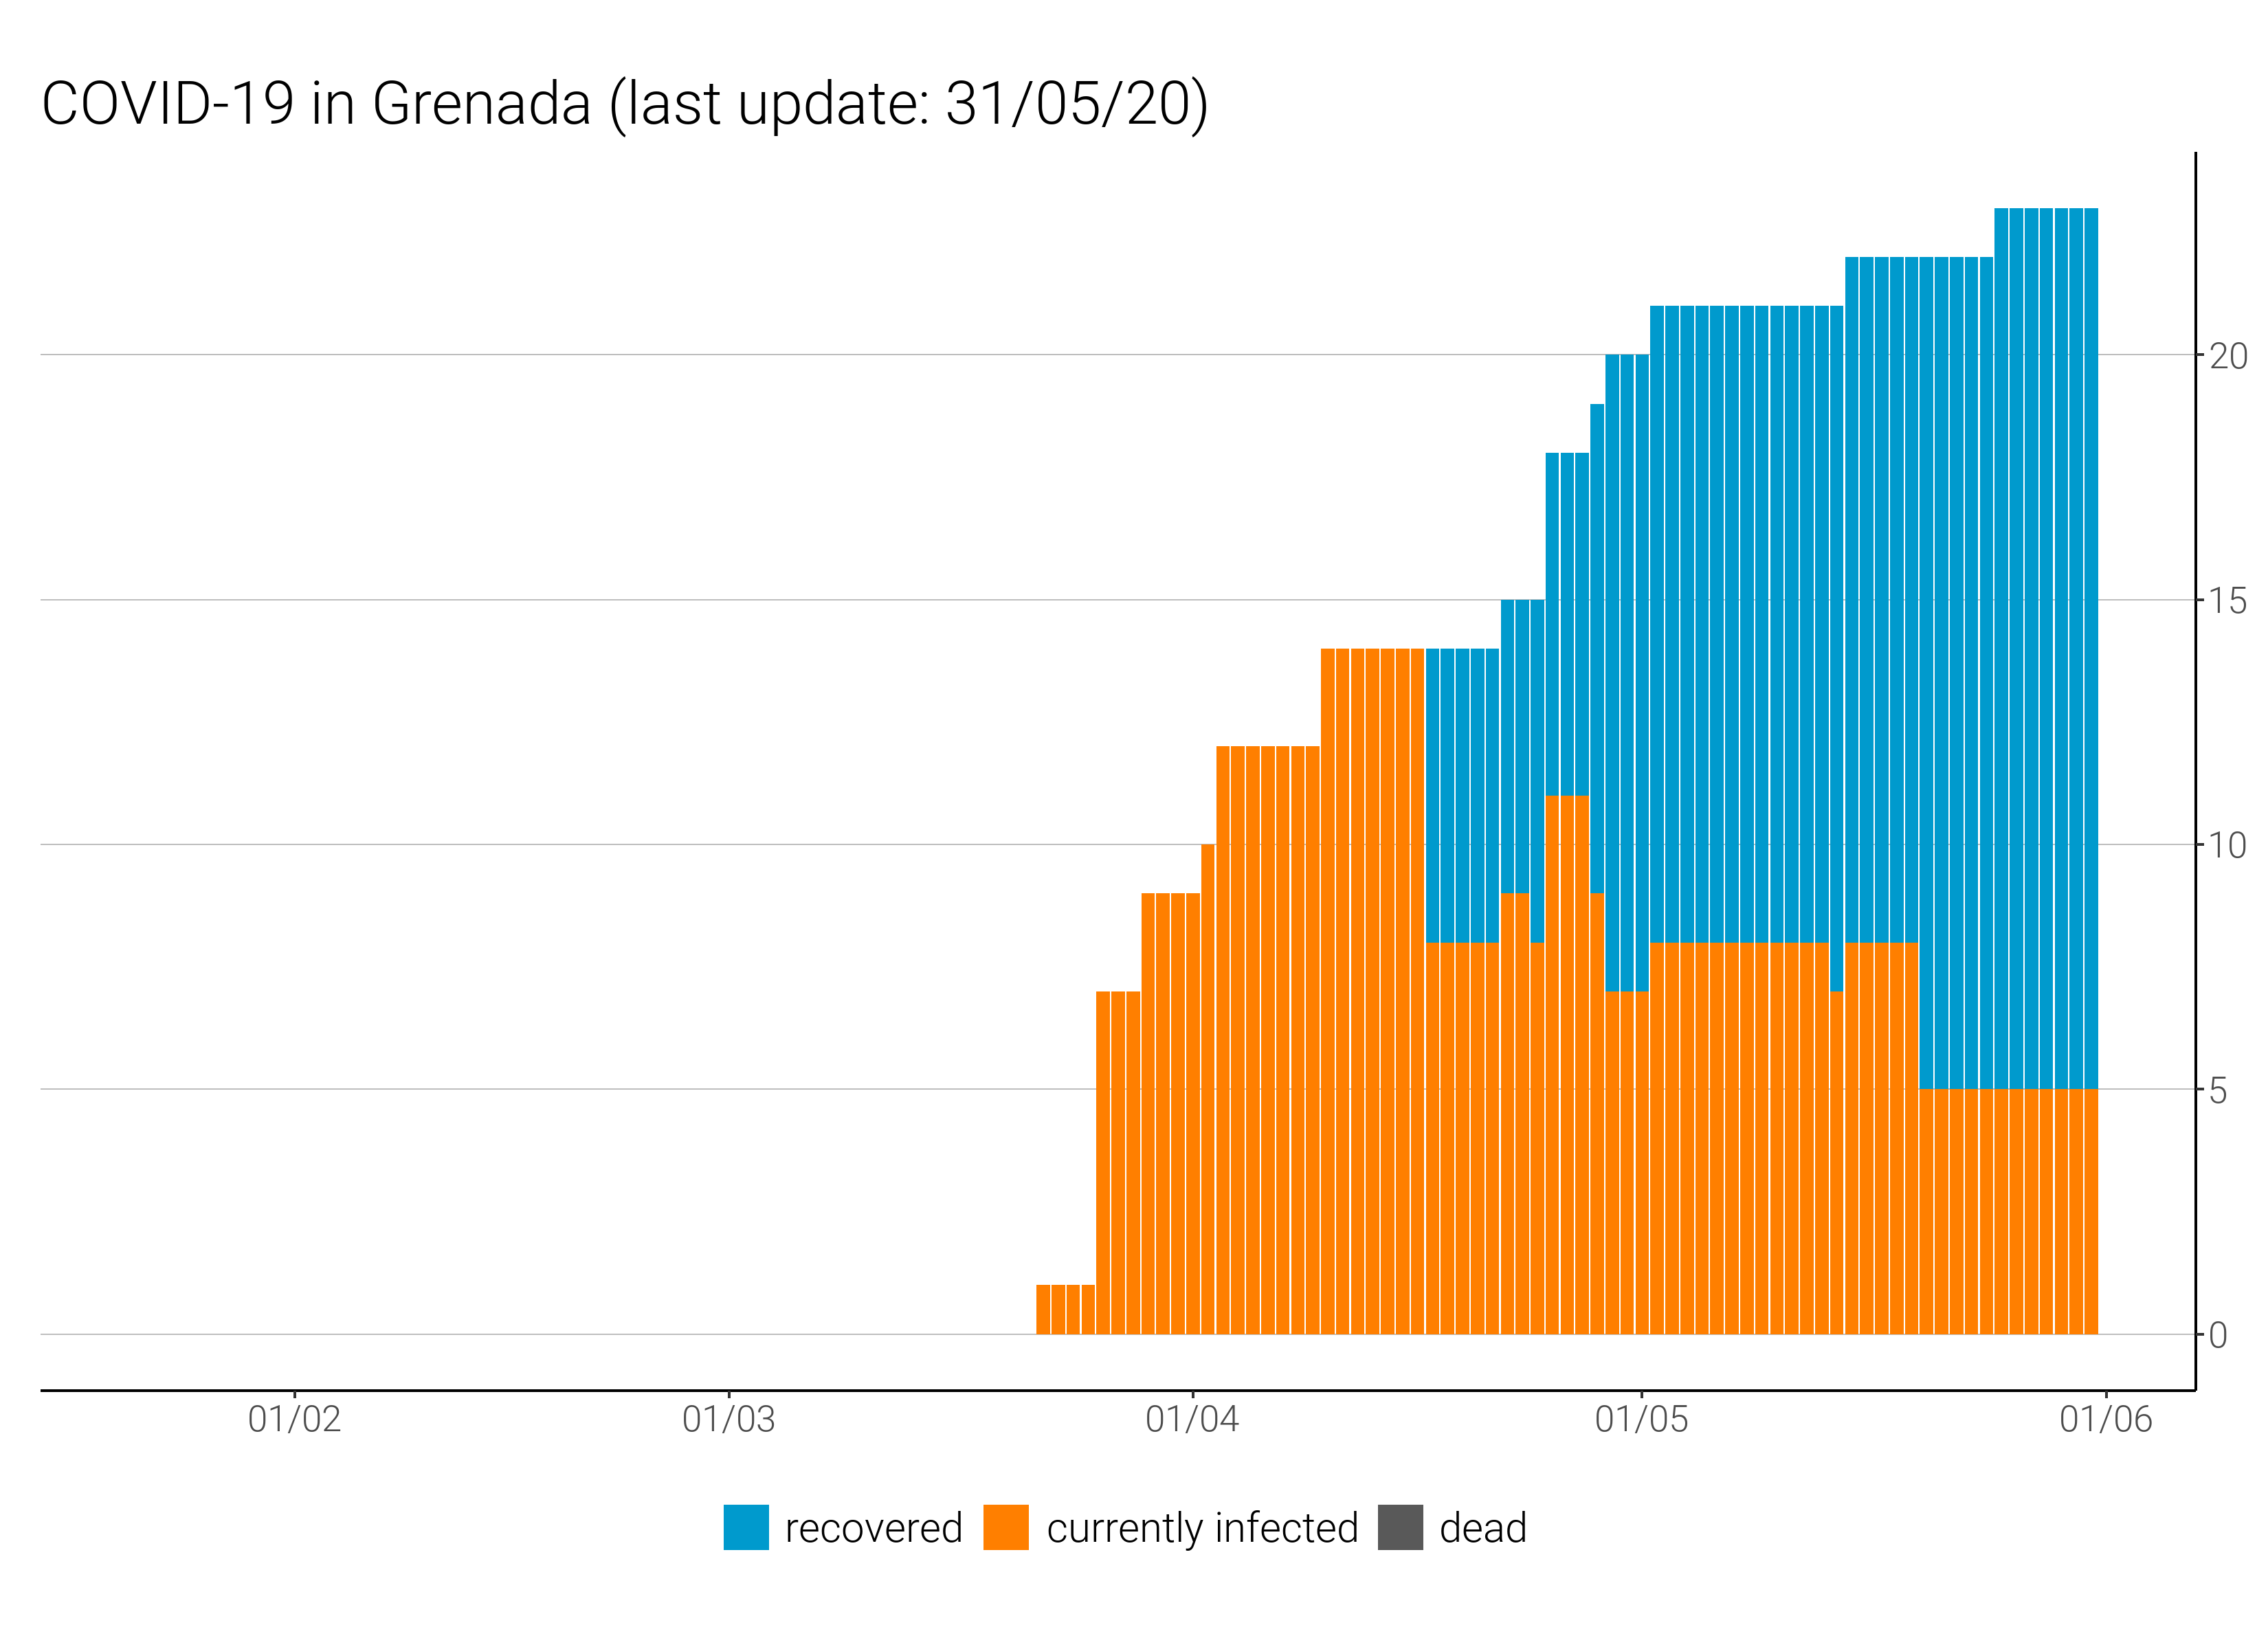 COVID-19 in Grenada (last update: 31/05/20)
20
15
10
5
0
01/02 01/03 01/04 01/05 01/06
recovered currently infected dead